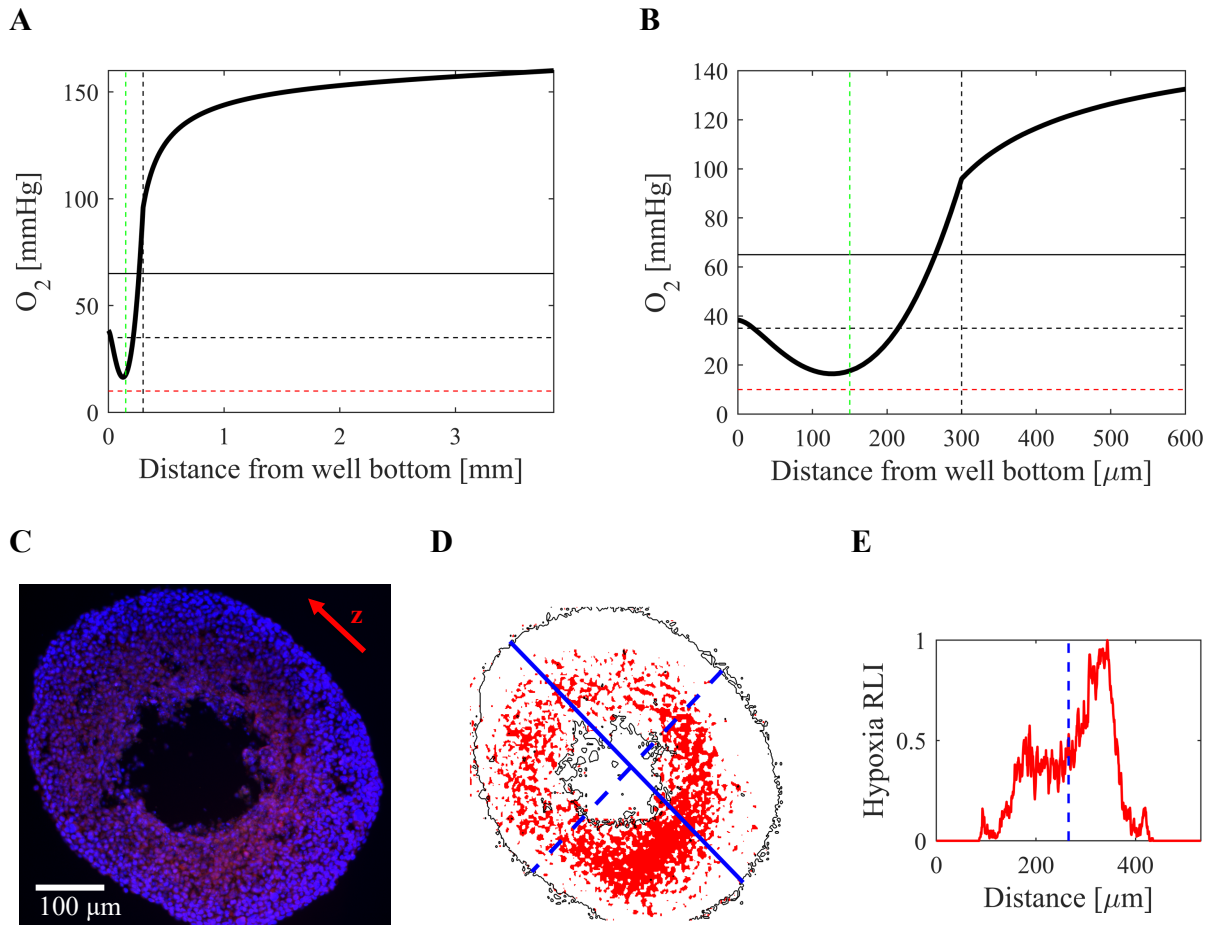 A
B
150
100
50
0
O2 [mmHg]
0 1 2 3
Distance from well bottom [mm]
140
120
100
80
60
40
20
0
O2 [mmHg]
0 100 200 300 400 500 600
Distance from well bottom [μm]
C
D
E
z
100 μm
1
0.5
0
Hypoxia RLI
0 200 400
Distance [μm]